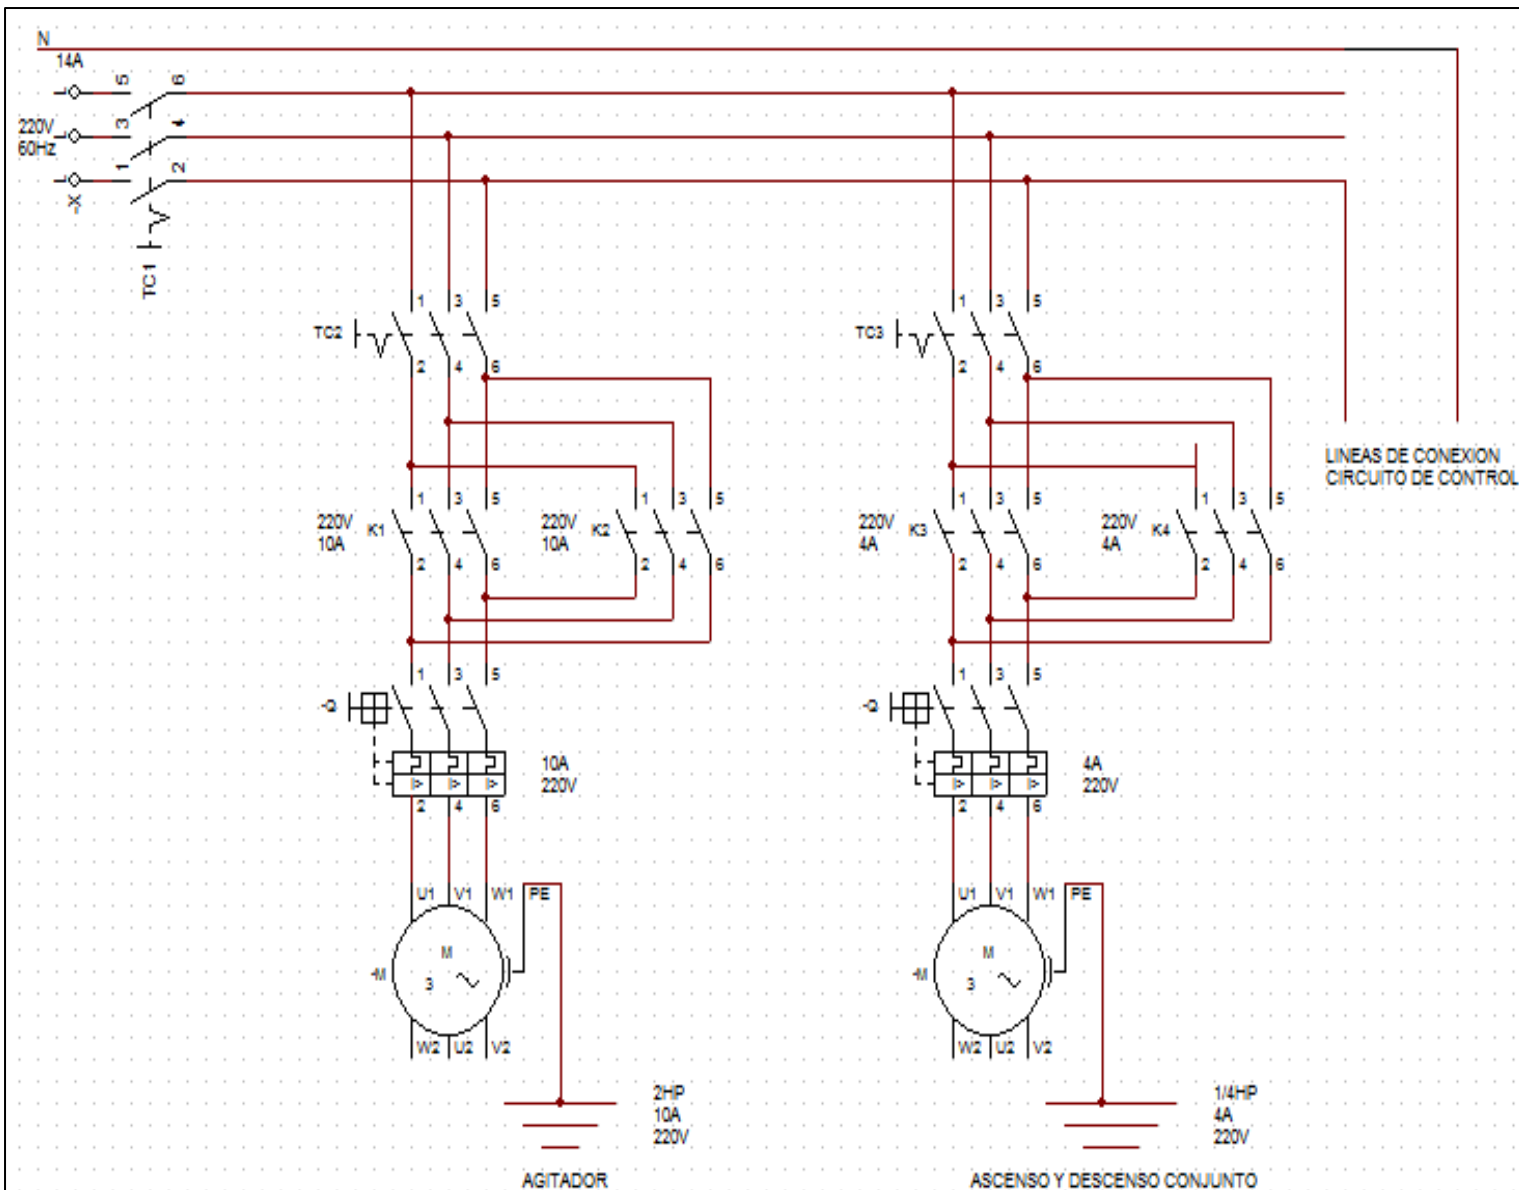 N
14A
5 6
220V
60Hz
3 4
1 2
-X
TC1
1 3 5
TC2
2 4 6
1 3 5
TC3
2 4 6
LINEAS DE CONEXION
CIRCUITO DE CONTROL
1 3 5
220V
10A
K1
2 4 6
1 3 5
220V
10A
K2
2 4 6
1 3 5
220V
4A
K3
2 4 6
1 3 5
220V
4A
K4
2 4 6
1 3 5
-Q
I> I> I>
10A
220V
2 4 6
1 3 5
-Q
I> I> I>
4A
220V
2 4 6
U1 V1 W1 PE
M
3
-M
W2 U2 V2
U1 V1 W1 PE
M
3
-M
W2 U2 V2
2HP
10A
220V
AGITADOR
1/4HP
4A
220V
ASCENSO Y DESCENSO CONJUNTO